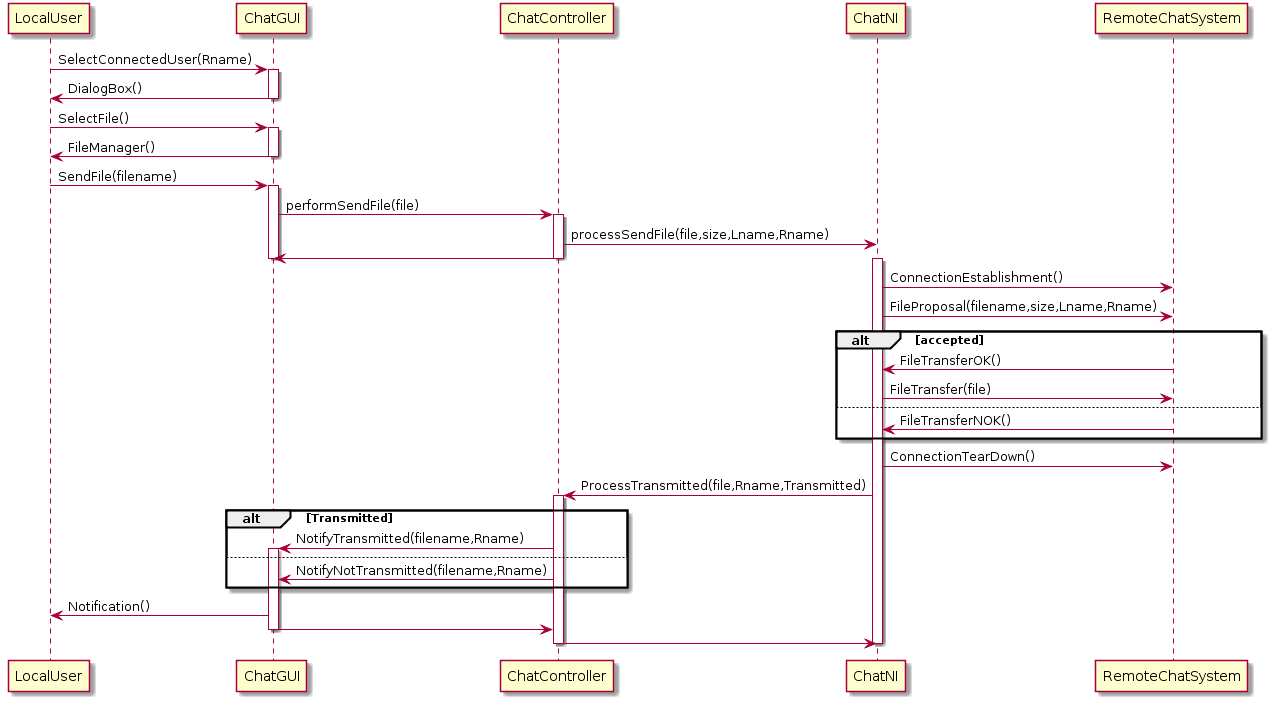 LocalUser ChatGUI ChatController ChatNI RemoteChatSystem
SelectConnectedUser(Rname)
DialogBox()
SelectFile()
FileManager()
SendFile(filename)
performSendFile(file)
processSendFile(file,size,Lname,Rname)
ConnectionEstablishment()
FileProposal(filename,size,Lname,Rname)
alt [accepted]
FileTransferOK()
FileTransfer(file)
FileTransferNOK()
ConnectionTearDown()
ProcessTransmitted(file,Rname,Transmitted)
alt [Transmitted]
NotifyTransmitted(filename,Rname)
NotifyNotTransmitted(filename,Rname)
Notification()
LocalUser ChatGUI ChatController ChatNI RemoteChatSystem